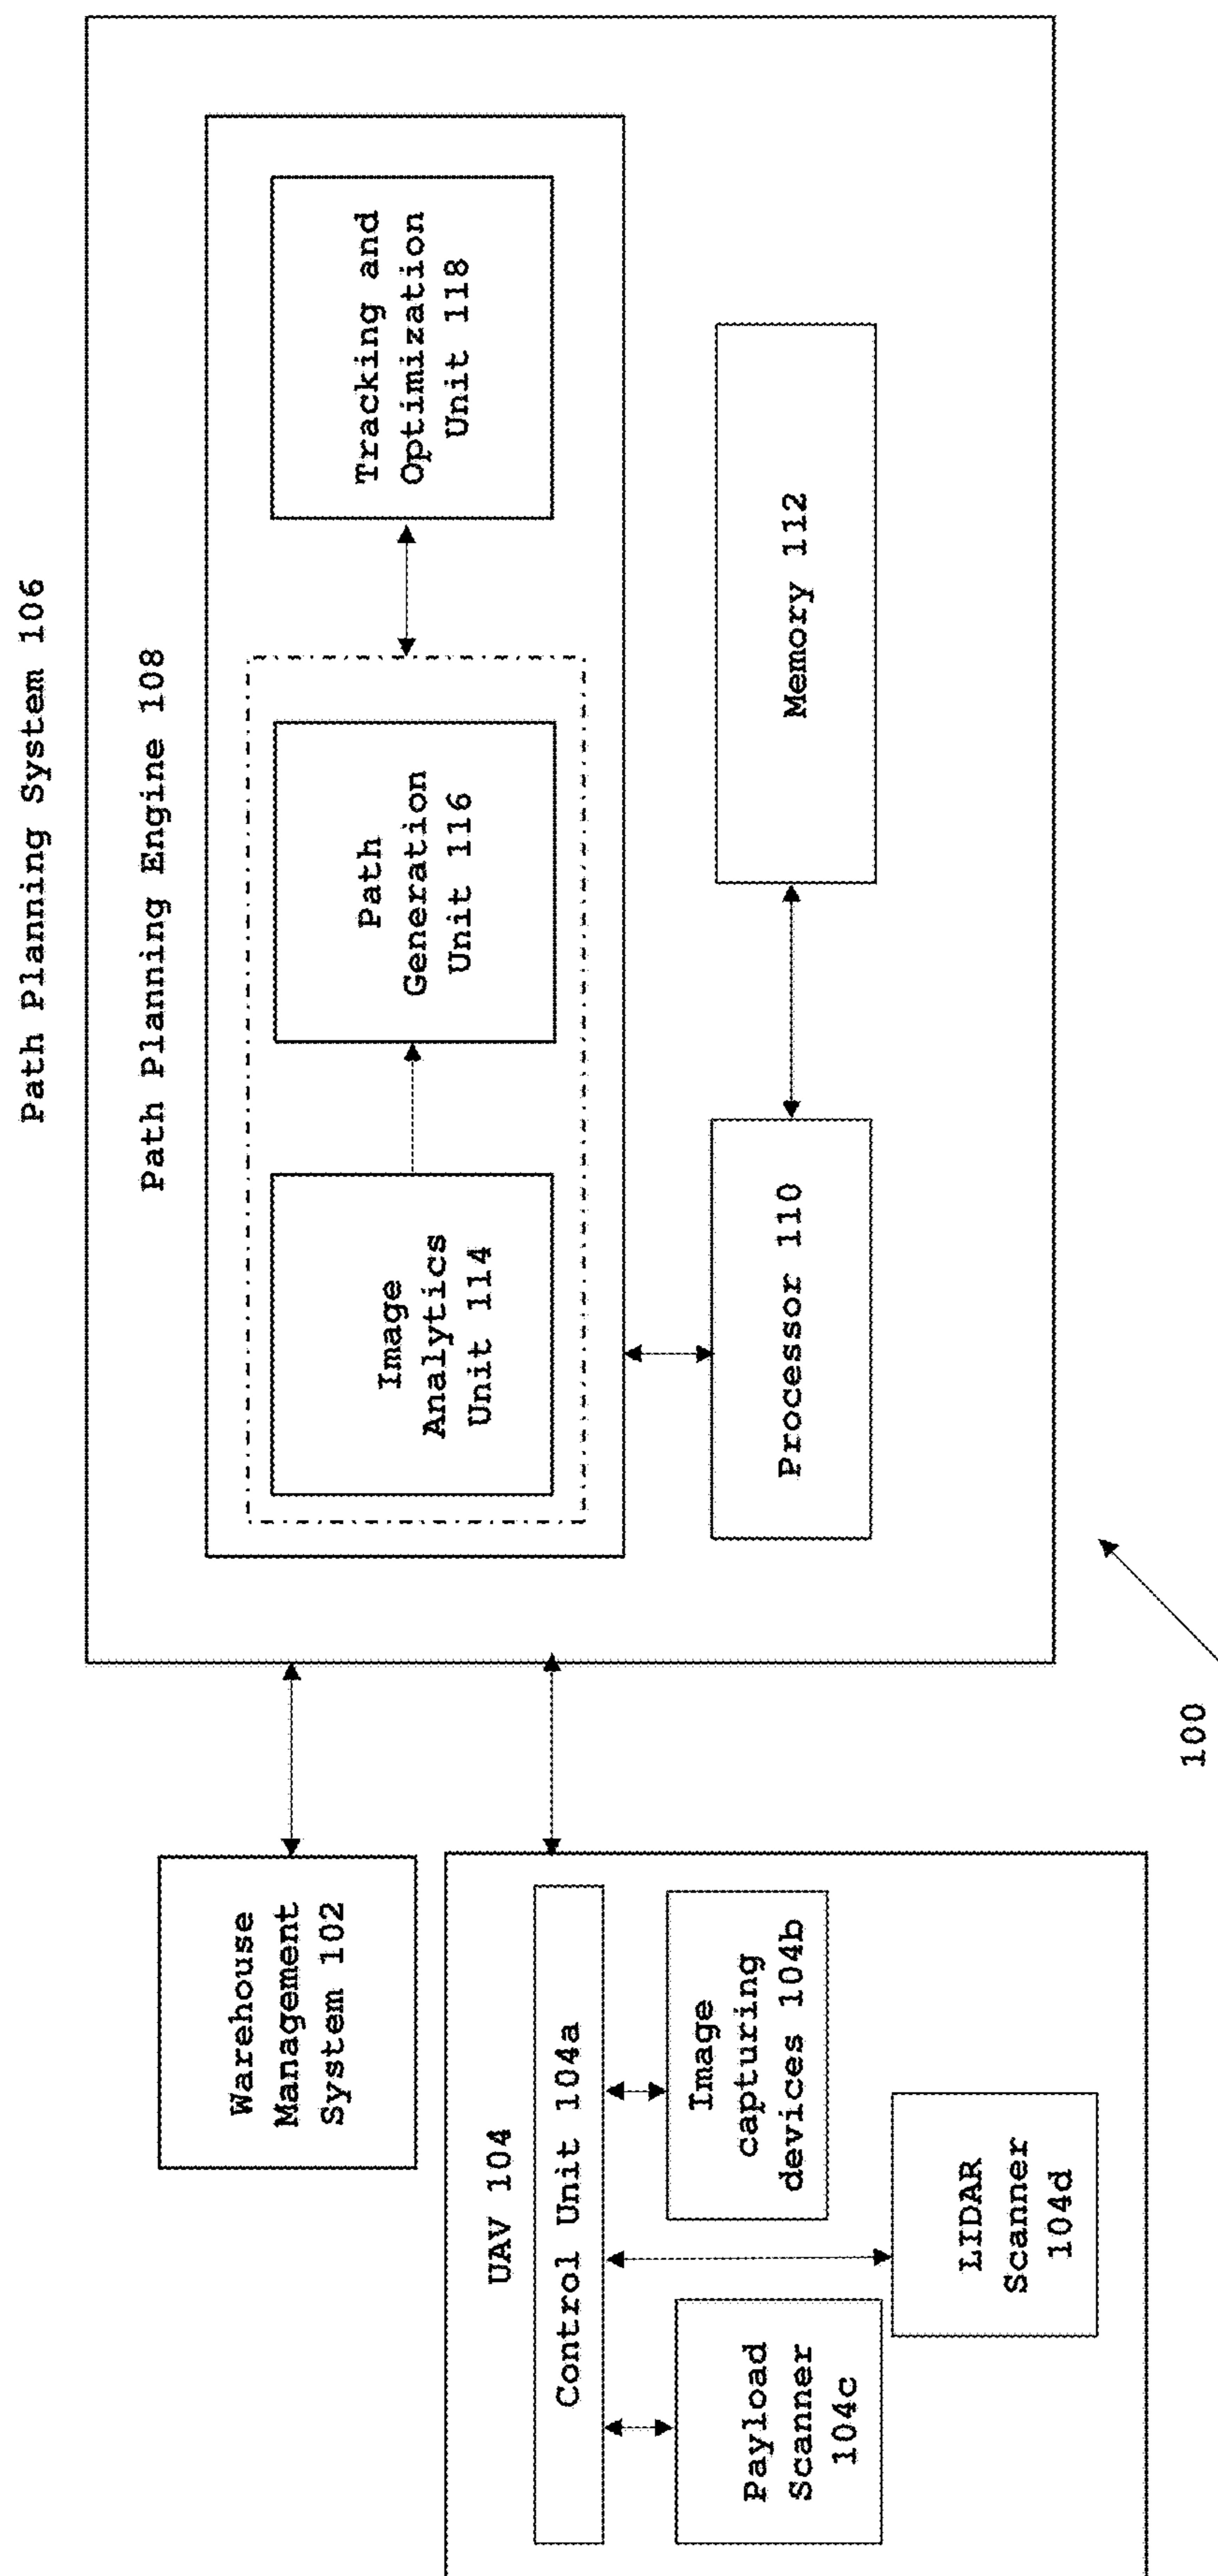 Path Planning System 106
Path Planning Engine 108
Warehouse
Management
System 102
UAV 104
Control Unit 104a
Payload
Scanner
104c
Image
capturing
devices 104b
LIDAR
Scanner
104d
Image
Analytics
Unit 114
Path
Generation
Unit 116
Tracking and
Optimization
Unit 118
Processor 110
Memory 112
100